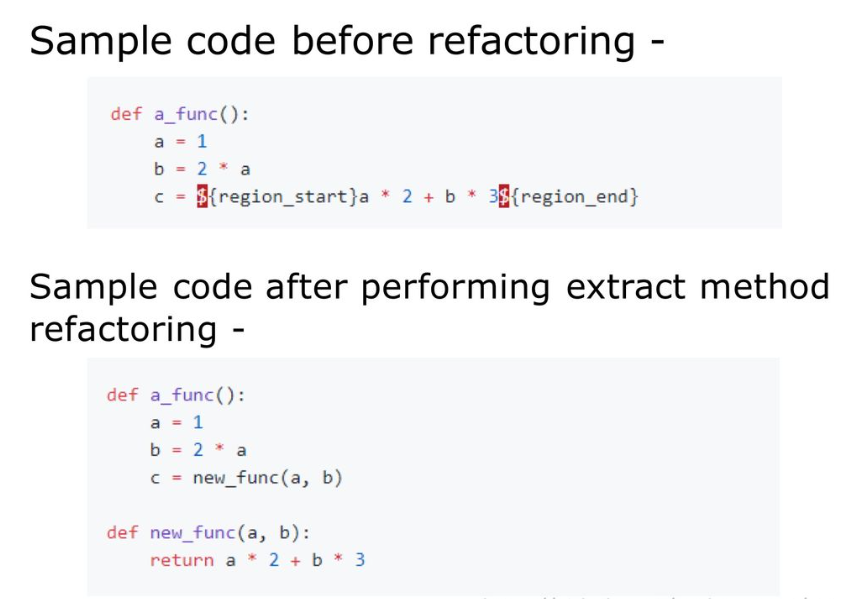 Sample code before refactoring -
def a_func():
    a = 1
    b = 2 * a
    c = ${region_start}a * 2 + b * 3${region_end}
Sample code after performing extract method
refactoring -
def a_func():
    a = 1
    b = 2 * a
    c = new_func(a, b)

def new_func(a, b):
    return a * 2 + b * 3